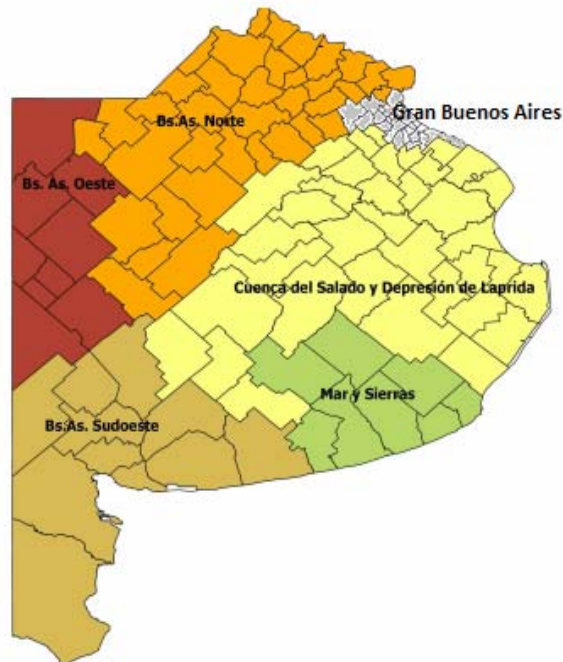 Gran Buenos Aires
Bs.As. Norte
Bs. As. Oeste
Cuenca del Salado y Depresión de Laprida
Mar y Sierras
Bs.As. Sudoeste